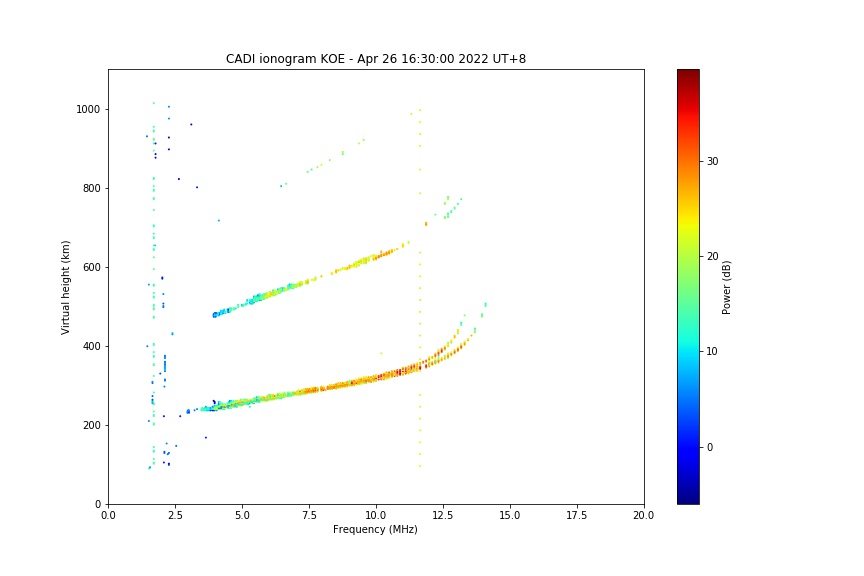 CADI ionogram KOE - Apr 26 16:30:00 2022 UT+8
1000
800
600
400
200
0
Virtual height (km)
0.0 2.5 5.0 7.5 10.0 12.5 15.0 17.5 20.0
Frequency (MHz)
30
20
10
0
Power (dB)